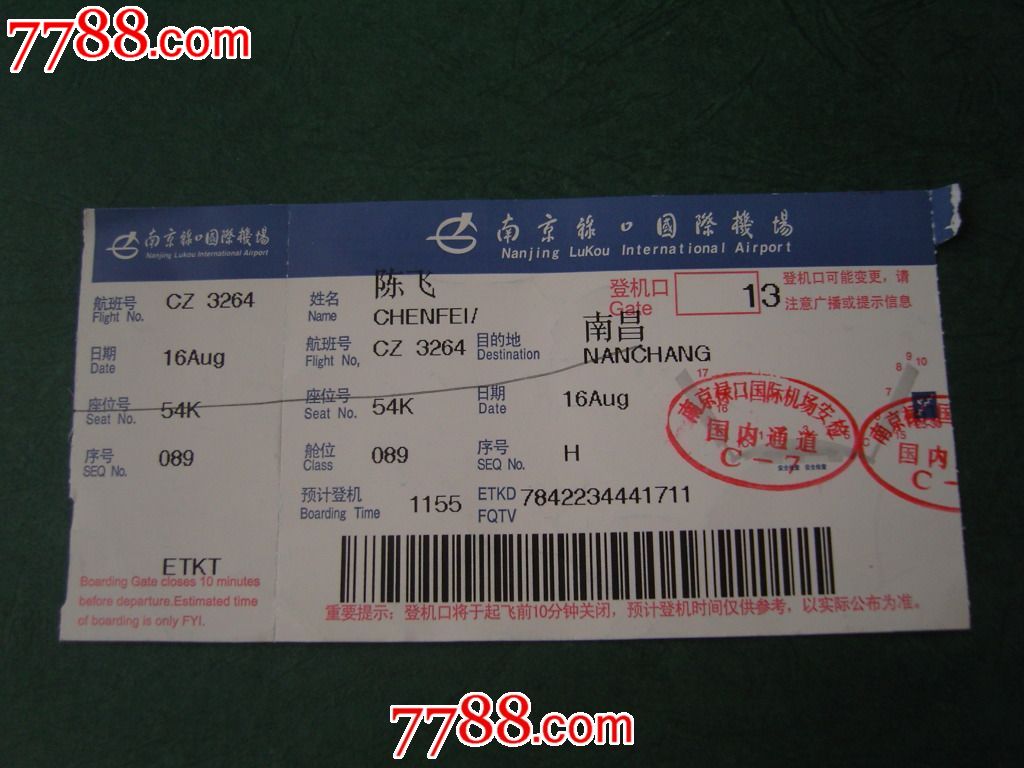 7788.com
南京祿口國際機場
Nanjing LuKou International Airport
航班号 CZ 3264
Flight No.
日期 16Aug
Date
座位号 54K
Seat No.
序号 089
SEQ No.
ETKT
Boarding Gate closes 10 minutes
before departure.Estimated time
of boarding is only FYI.
南京祿口國際機場
Nanjing LuKou International Airport
姓名 陈飞
Name CHENFEI/
登机口 13
Gate
登机口可能变更，请
注意广播或提示信息
航班号 CZ 3264
Flight No,
目的地 南昌
Destination NANCHANG
座位号 54K
Seat No.
日期 16Aug
Date
舱位 089
Class
序号 H
SEQ No.
预计登机 1155
Boarding Time
ETKD 7842234441711
FQTV
南京禄口国际机场安检
国内通道
C-7
南京禄口国
国内
C-
重要提示：登机口将于起飞前10分钟关闭，预计登机时间仅供参考，以实际公布为准。
7788.com